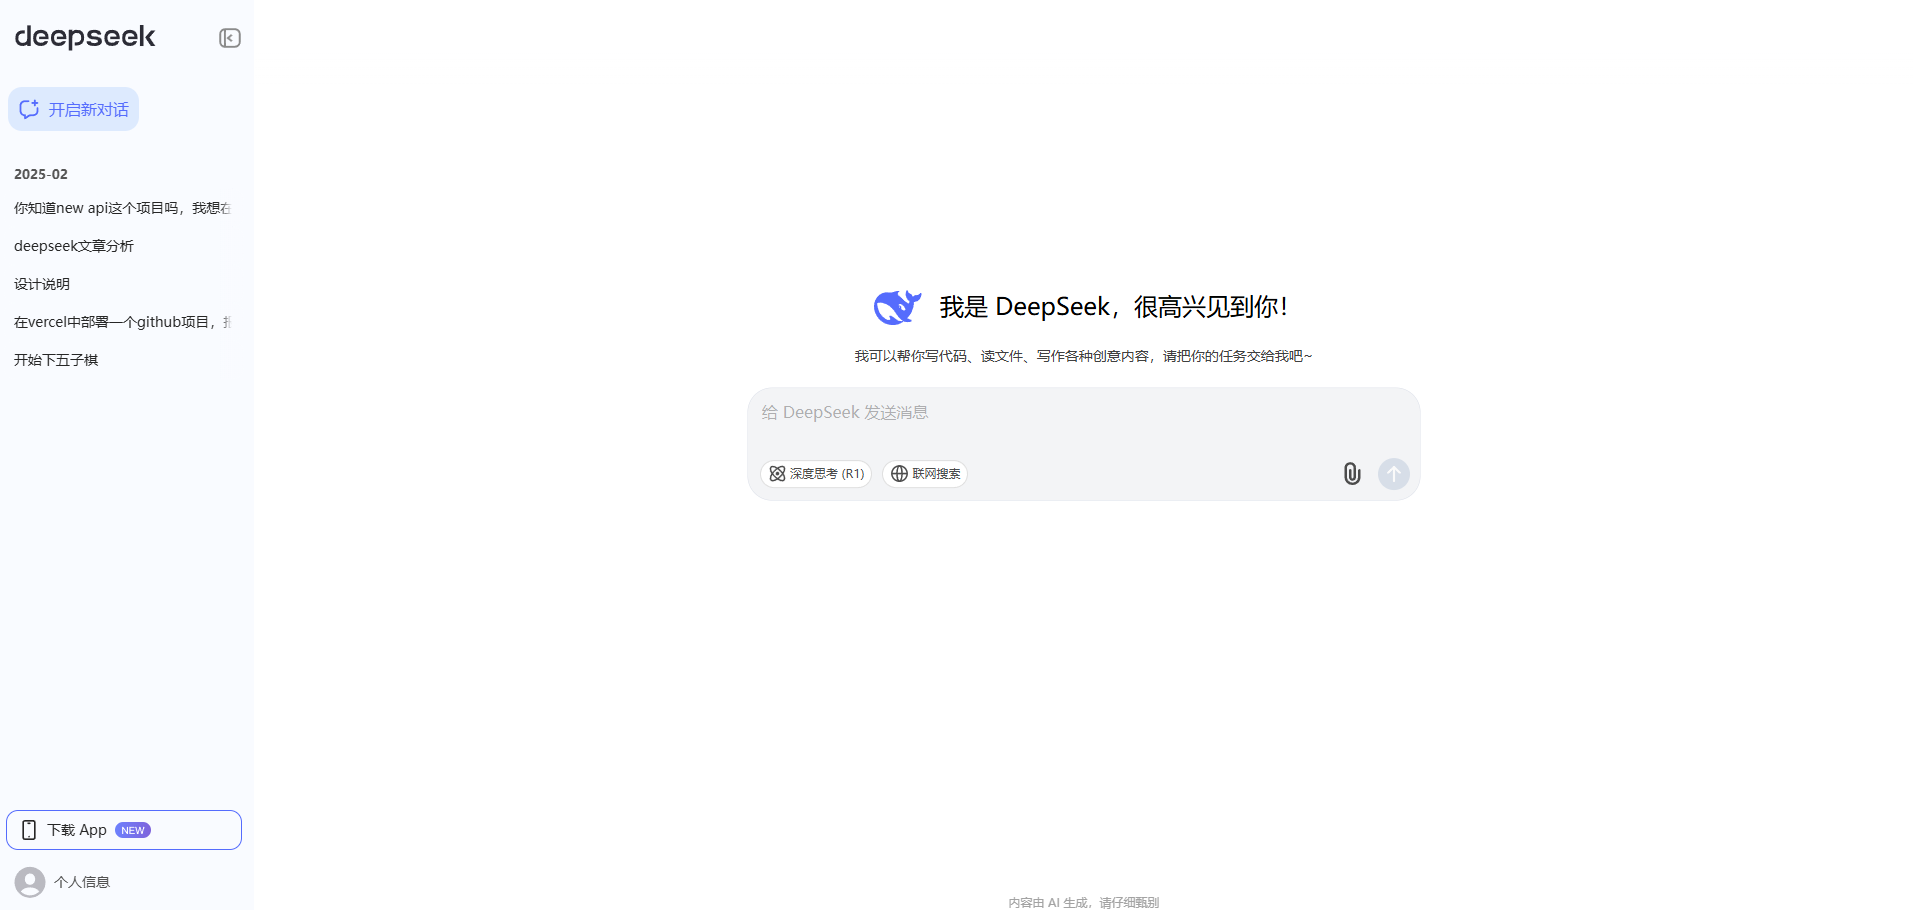 deepseek
开启新对话
2025-02
你知道new api这个项目吗，我想在
deepseek文章分析
设计说明
在vercel中部署一个github项目，
开始下五子棋
下载 App NEW
个人信息
我是 DeepSeek，很高兴见到你！
我可以帮你写代码、读文件、写作各种创意内容，请把你的任务交给我吧~
给 DeepSeek 发送消息
深度思考 (R1) 联网搜索
内容由 AI 生成，请仔细甄别